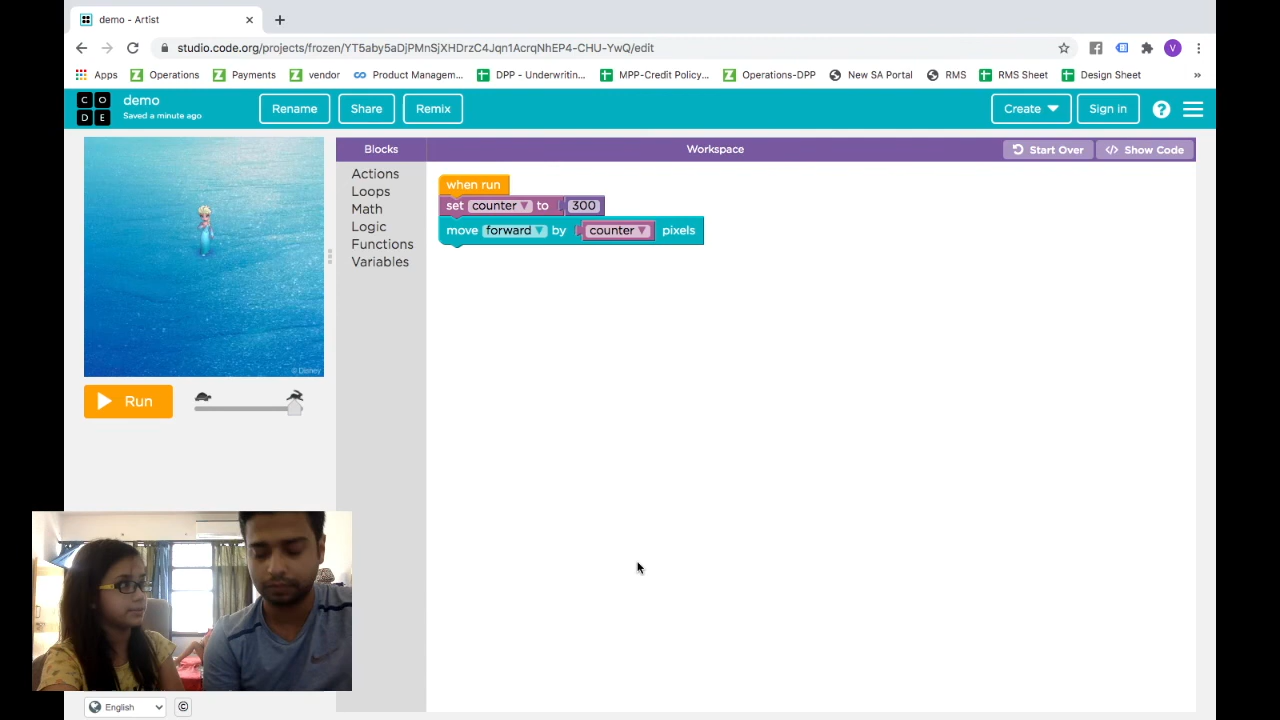 demo - Artist
studio.code.org/projects/frozen/YT5aby5aDjPMnSjXHDrzC4Jqn1AcrqNhEP4-CHU-YwQ/edit
V
Apps Operations Payments vendor Product Managem... DPP - Underwritin... MPP-Credit Policy... Operations-DPP New SA Portal RMS RMS Sheet Design Sheet »
C O
D E
demo
Saved a minute ago
Rename Share Remix Create Sign in ?
Blocks Workspace Start Over </> Show Code
Actions
Loops
Math
Logic
Functions
Variables
when run
set counter to 300
move forward by counter pixels
© Disney
Run
English ©